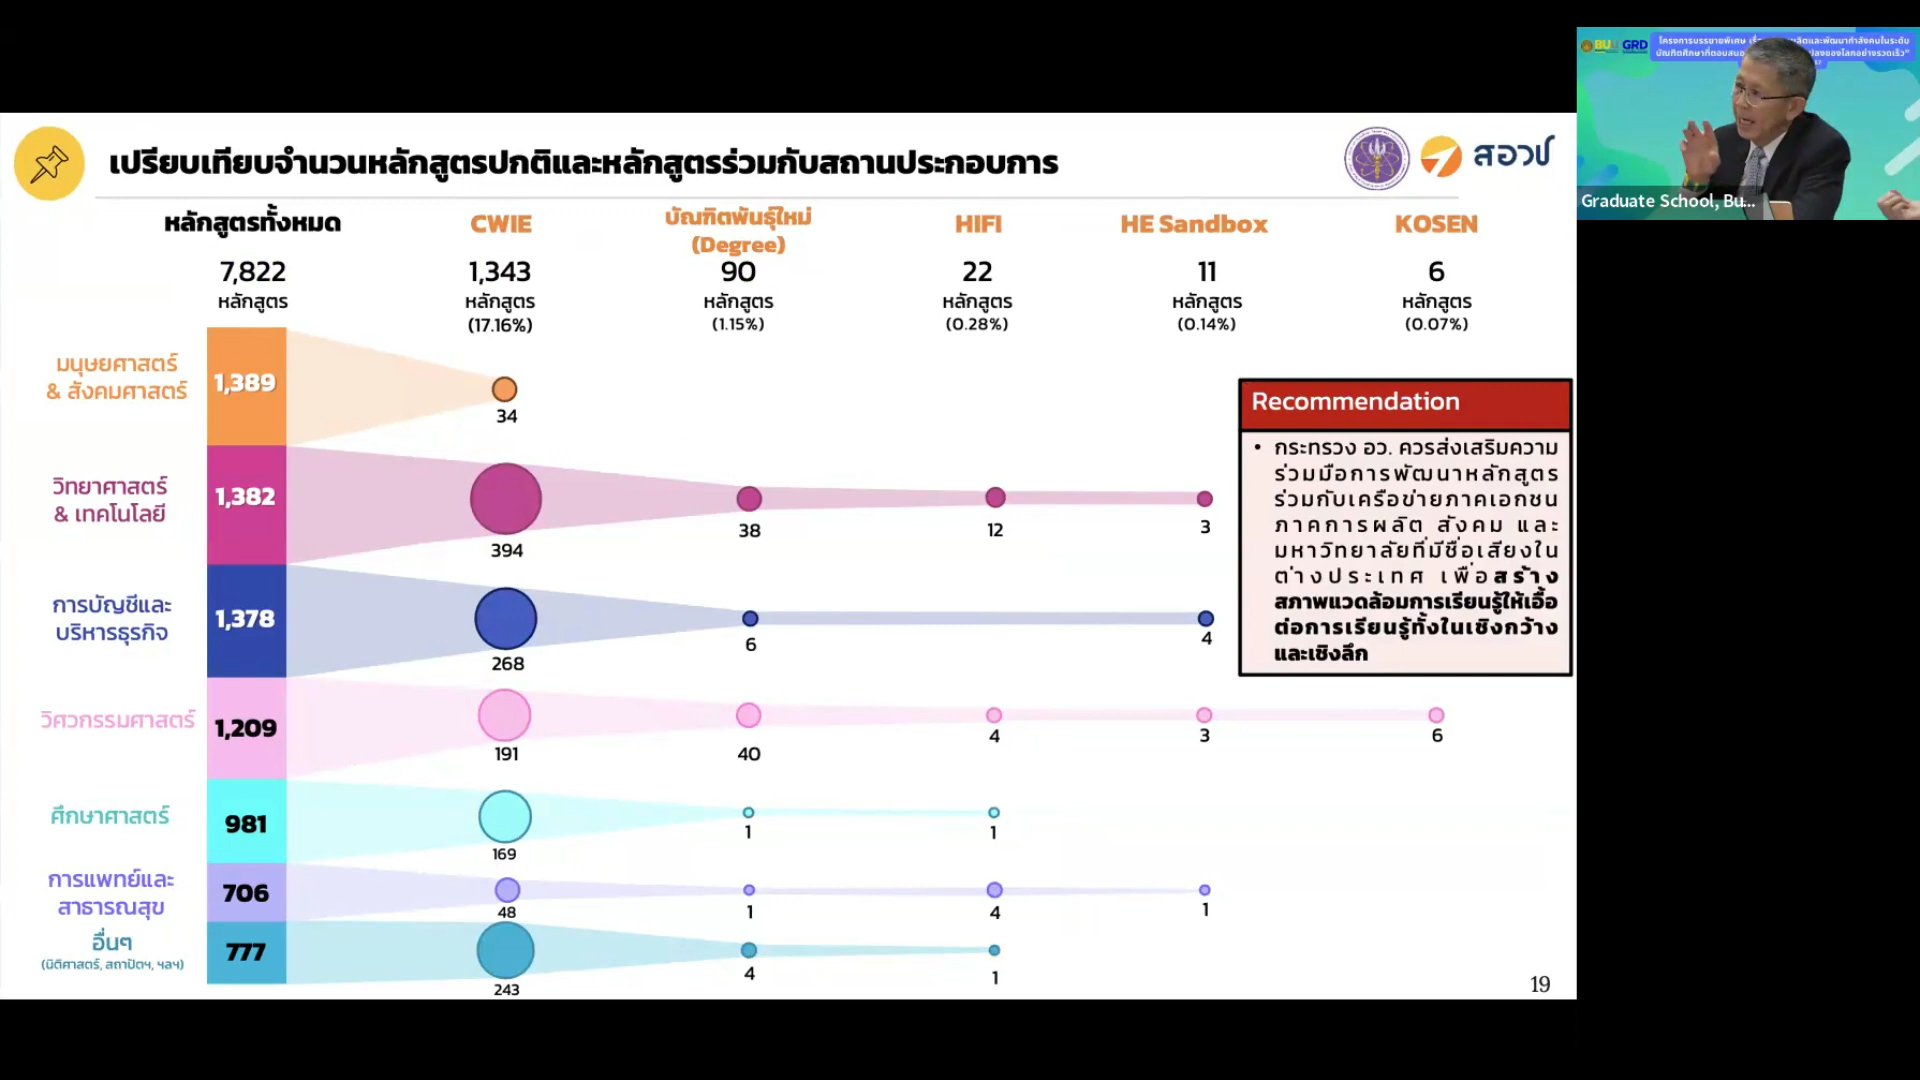 เปรียบเทียบจำนวนหลักสูตรปกติและหลักสูตรร่วมกับสถานประกอบการ
สอวช
BUU GRD
Graduate School, Bu...
หลักสูตรทั้งหมด
7,822
หลักสูตร
CWIE
1,343
หลักสูตร
(17.16%)
บัณฑิตพันธุ์ใหม่
(Degree)
90
หลักสูตร
(1.15%)
HIFI
22
หลักสูตร
(0.28%)
HE Sandbox
11
หลักสูตร
(0.14%)
KOSEN
6
หลักสูตร
(0.07%)
มนุษยศาสตร์
& สังคมศาสตร์
1,389
34
วิทยาศาสตร์
& เทคโนโลยี
1,382
394
38
12
3
การบัญชีและ
บริหารธุรกิจ
1,378
268
6
4
วิศวกรรมศาสตร์
1,209
191
40
4
3
6
ศึกษาศาสตร์
981
169
1
1
การแพทย์และ
สาธารณสุข
706
48
1
4
1
อื่นๆ
(นิติศาสตร์, สถาปัตฯ, ฯลฯ)
777
243
4
1
Recommendation
• กระทรวง อว. ควรส่งเสริมความ
ร่วมมือการพัฒนาหลักสูตร
ร่วมกับเครือข่ายภาคเอกชน
ภาคการผลิต สังคม และ
มหาวิทยาลัยที่มีชื่อเสียงใน
ต่างประเทศ เพื่อสร้าง
สภาพแวดล้อมการเรียนรู้ให้เอื้อ
ต่อการเรียนรู้ทั้งในเชิงกว้าง
และเชิงลึก
19